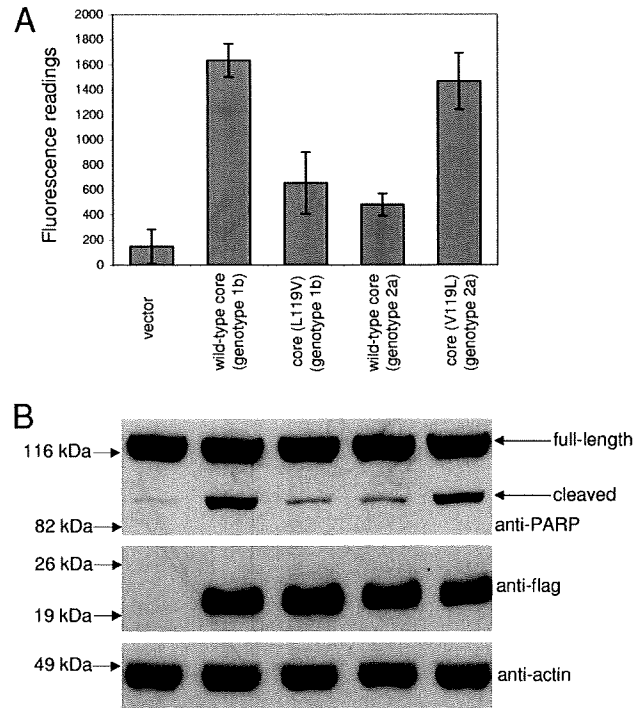 A
Fluorescence readings
2000
1800
1600
1400
1200
1000
800
600
400
200
0
vector
wild-type core
(genotype 1b)
core (L119V)
(genotype 1b)
wild-type core
(genotype 2a)
core (V119L)
(genotype 2a)
B
116 kDa
full-length
cleaved
82 kDa
anti-PARP
26 kDa
anti-flag
19 kDa
49 kDa
anti-actin